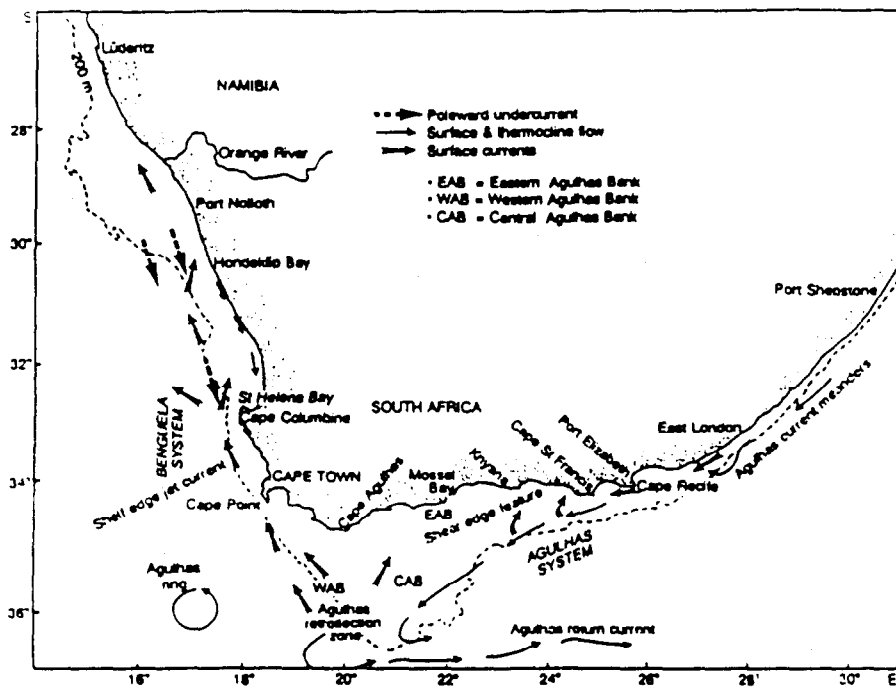 S
Lüderitz
200 m
NAMIBIA
Poleward undercurrent
Surface & thermocline flow
Surface currents
28°
Orange River
EAB = Eastern Agulhas Bank
WAB = Western Agulhas Bank
CAB = Central Agulhas Bank
Port Nolloth
30°
Hondeklip Bay
Port Shepstone
32°
St Helena Bay
Cape Columbine
SOUTH AFRICA
BENGUELA
SYSTEM
East London
Agulhas current meanders
Port Elizabeth
Cape St Francis
Knysna
Mossel
Bay
34°
CAPE TOWN
Cape Agulhas
Cape Recife
Shelf edge jet current
Cape Point
EAB
Shear edge feature
AGULHAS
SYSTEM
Agulhas
ring
WAB
CAB
36°
Agulhas
retroflection
zone
Agulhas return current
16°
18°
20°
22°
24°
26°
28°
30°
E